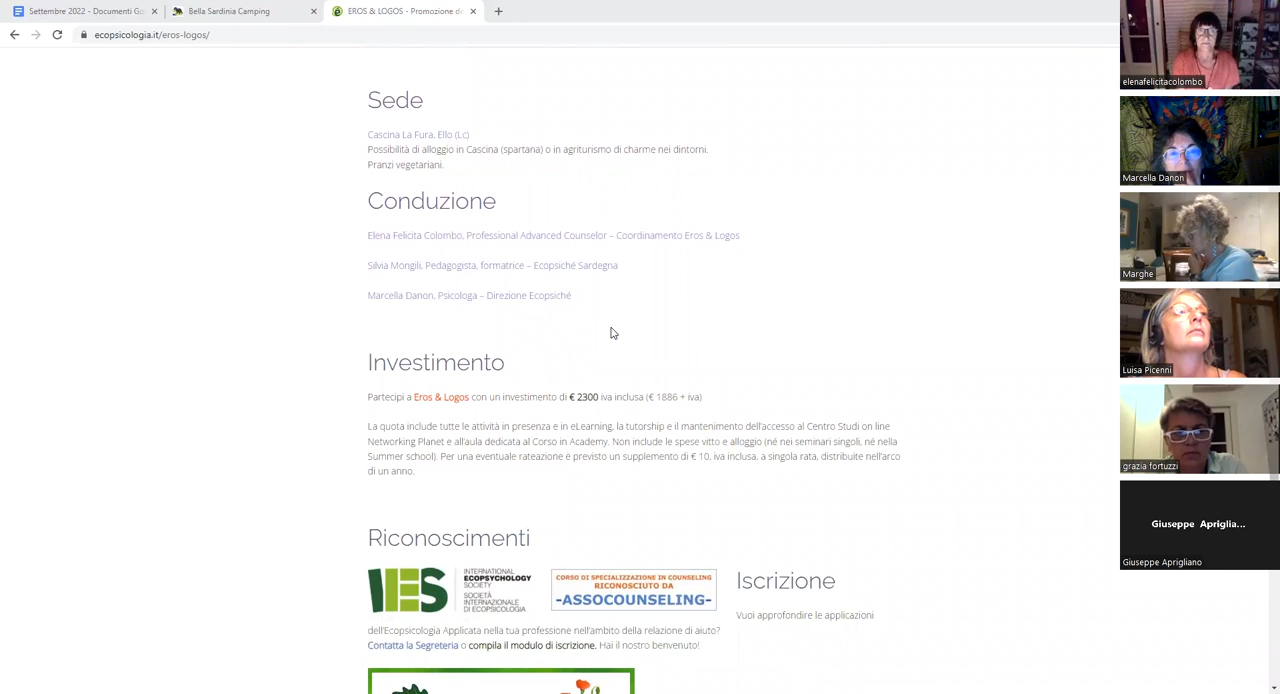 Settembre 2022 - Documenti Go
Bella Sardinia Camping
EROS & LOGOS - Promozione de
ecopsicologia.it/eros-logos/
Sede
Cascina La Fura, Ello (Lc)
Possibilità di alloggio in Cascina (spartana) o in agriturismo di charme nei dintorni.
Pranzi vegetariani.
Conduzione
Elena Felicita Colombo, Professional Advanced Counselor – Coordinamento Eros & Logos
Silvia Mongili, Pedagogista, formatrice – Ecopsiché Sardegna
Marcella Danon, Psicologa – Direzione Ecopsiché
Investimento
Partecipi a Eros & Logos con un investimento di € 2300 iva inclusa (€ 1886 + iva)
La quota include tutte le attività in presenza e in eLearning, la tutorship e il mantenimento dell'accesso al Centro Studi on line
Networking Planet e all'aula dedicata al Corso in Academy. Non include le spese vitto e alloggio (né nei seminari singoli, né nella
Summer school). Per una eventuale rateazione è previsto un supplemento di € 10, iva inclusa, a singola rata, distribuite nell'arco
di un anno.
Riconoscimenti
IES
INTERNATIONAL
ECOPSYCHOLOGY
SOCIETY
SOCIETÀ
INTERNAZIONALE
DI ECOPSICOLOGIA
CORSO DI SPECIALIZZAZIONE IN COUNSELING
RICONOSCIUTO DA
-ASSOCOUNSELING-
Iscrizione
Vuoi approfondire le applicazioni
dell'Ecopsicologia Applicata nella tua professione nell'ambito della relazione di aiuto?
Contatta la Segreteria o compila il modulo di iscrizione. Hai il nostro benvenuto!
elenafelicitacolombo
Marcella Danon
Marghe
Luisa Picenni
grazia fortuzzi
Giuseppe Apriglia...
Giuseppe Aprigliano